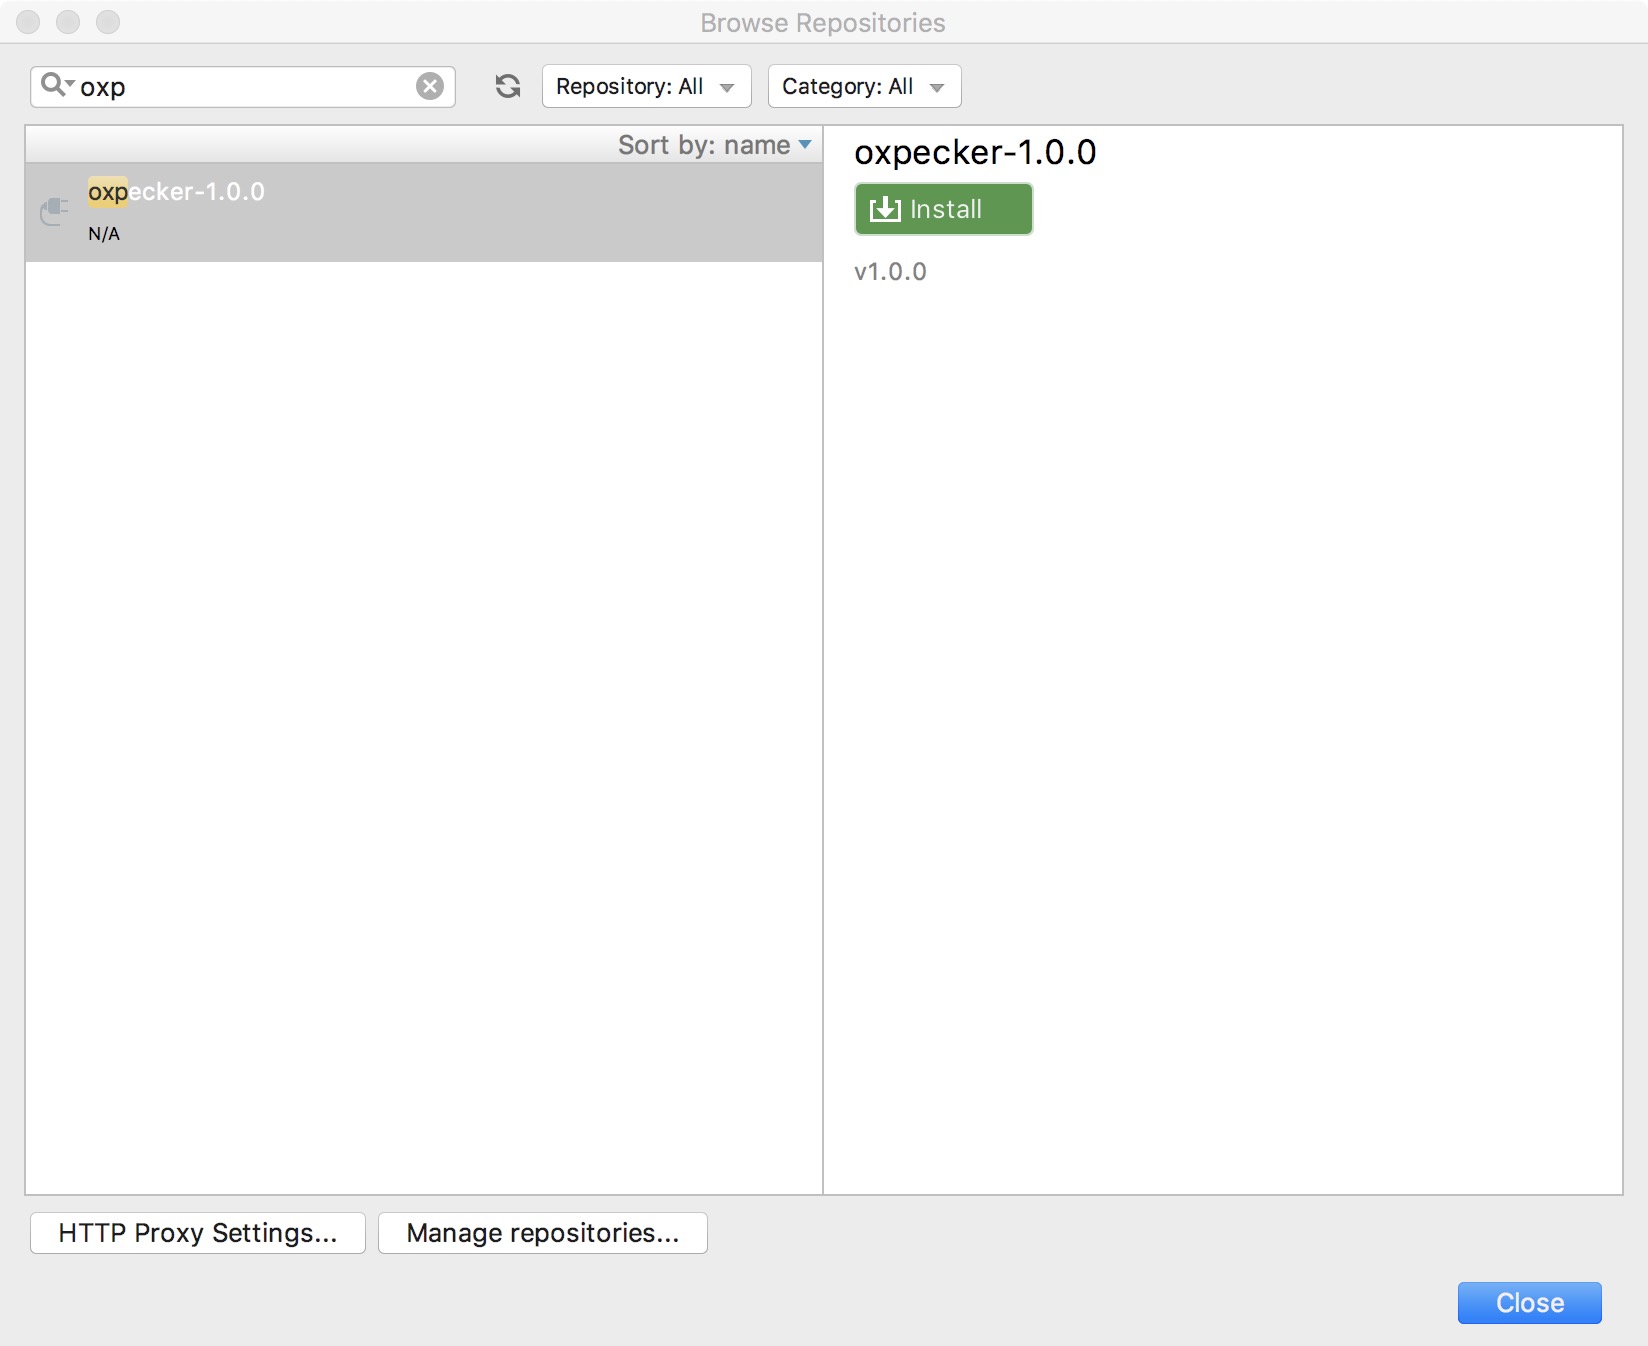 Browse Repositories
oxp
Repository: All
Category: All
Sort by: name
oxpecker-1.0.0
N/A
oxpecker-1.0.0
Install
v1.0.0
HTTP Proxy Settings...
Manage repositories...
Close